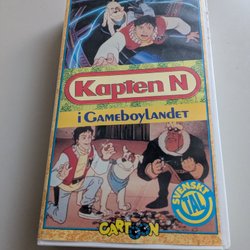 Kapten N
i GAMEBOYLANDET
SVENSKT
TAL
CARTOON